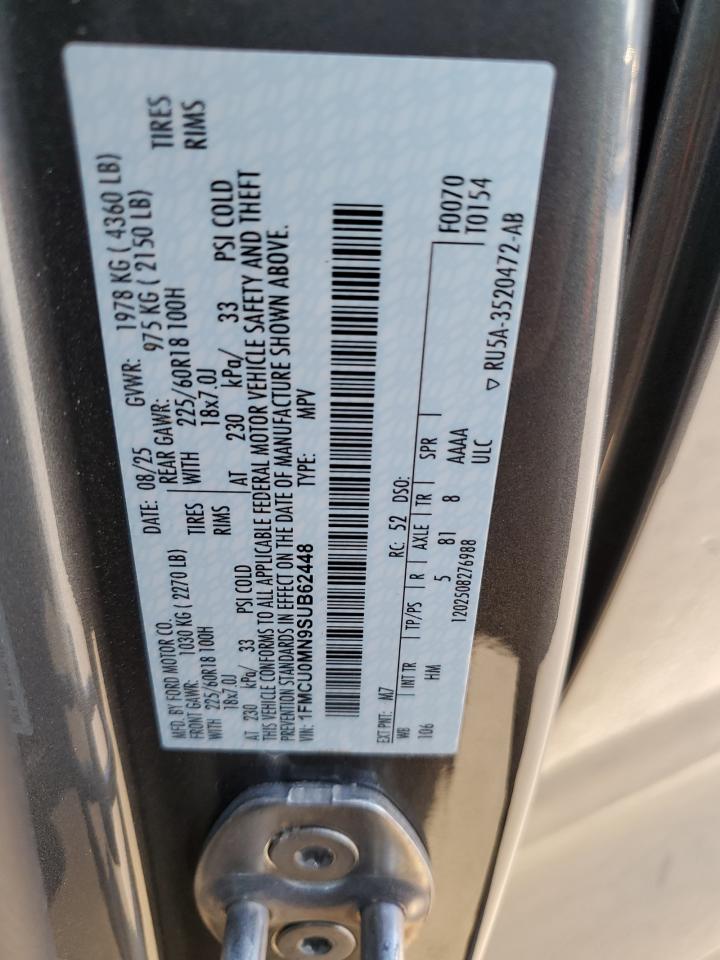 MFD. BY FORD MOTOR CO. DATE: 08/25 GVWR: 1978 KG ( 4360 LB)
FRONT GAWR: 1030 KG ( 2270 LB) REAR GAWR: 975 KG ( 2150 LB)
WITH 225/60R18 100H TIRES WITH 225/60R18 100H TIRES
18x7.0J RIMS 18x7.0J RIMS
AT 230 kPa/ 33 PSI COLD AT 230 kPa/ 33 PSI COLD
THIS VEHICLE CONFORMS TO ALL APPLICABLE FEDERAL MOTOR VEHICLE SAFETY AND THEFT
PREVENTION STANDARDS IN EFFECT ON THE DATE OF MANUFACTURE SHOWN ABOVE.
VIN: 1FMCU0MN9SUB62448 TYPE: MPV
EXT PNT: M7 RC: 52 DSO: F0070
WB INT TR TP/PS R AXLE TR SPR T0154
106 HM 5 81 8 AAAA
ULC
1202508276988 ▽ RU5A-3520472-AB